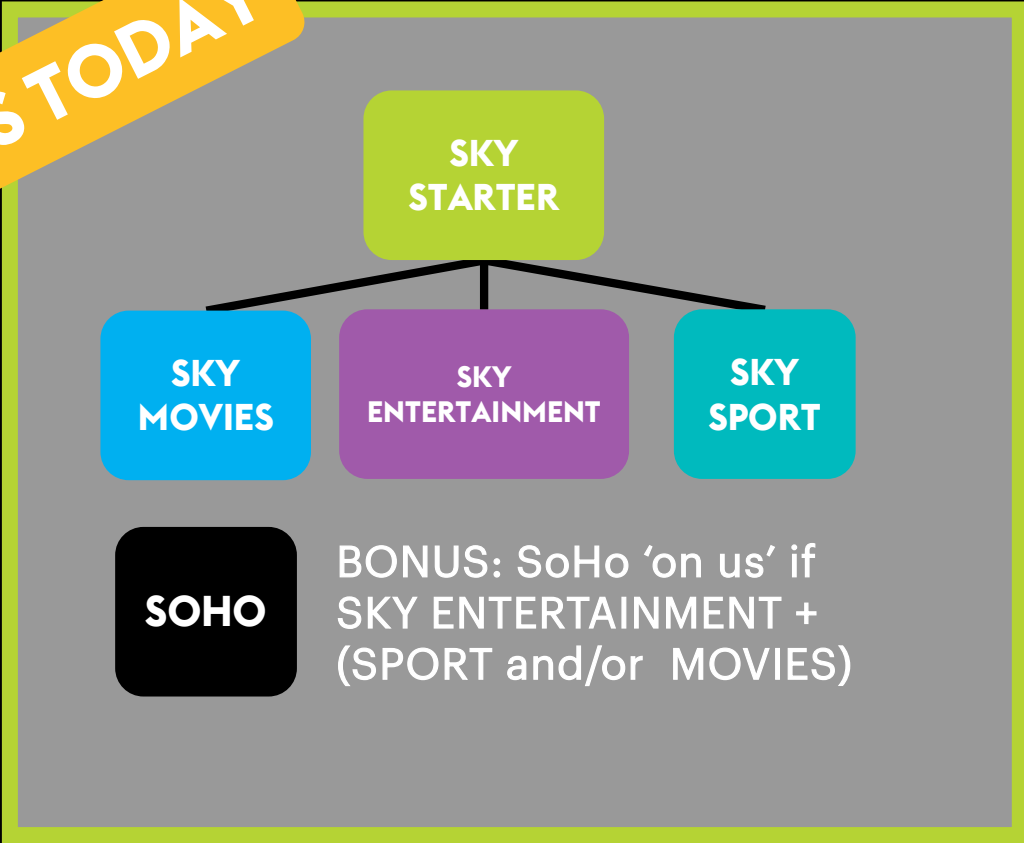 S TODAY
SKY
STARTER
SKY
MOVIES
SKY
ENTERTAINMENT
SKY
SPORT
SOHO
BONUS: SoHo ‘on us’ if
SKY ENTERTAINMENT +
(SPORT and/or  MOVIES)